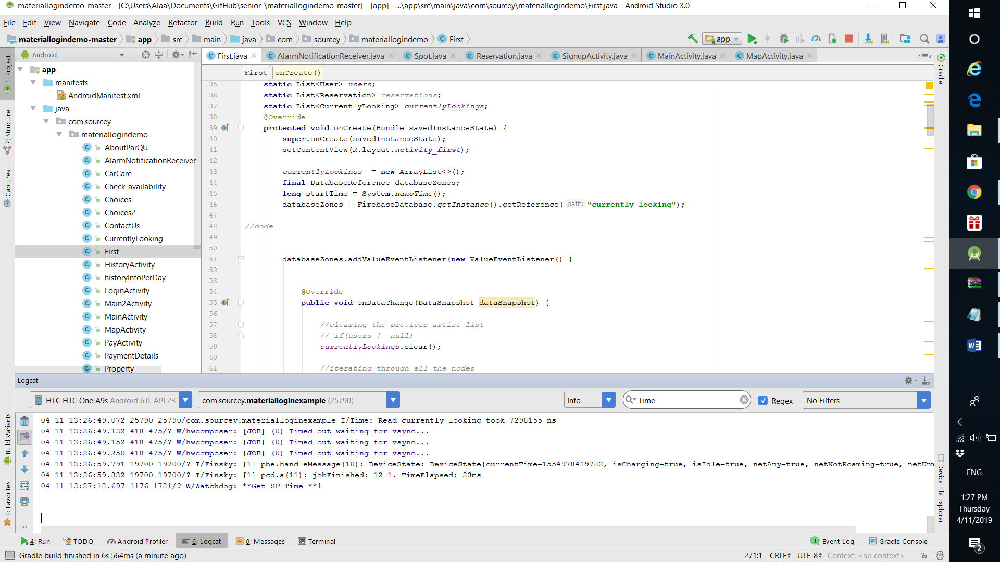 materiallogindemo-master - [C:\Users\Alaa\Documents\GitHub\senior-\materiallogindemo-master] - [app] - ...\app\src\main\java\com\sourcey\materiallogindemo\First.java - Android Studio 3.0
File Edit View Navigate Code Analyze Refactor Build Run Tools VCS Window Help
materiallogindemo-master app src main java com sourcey materiallogindemo First
app
Android
First.java AlarmNotificationReceiver.java Spot.java Reservation.java SignupActivity.java MainActivity.java MapActivity.java
First onCreate()
1: Project
7: Structure
Captures
Build Variants
2: Favorites
Gradle
Device File Explorer
app
manifests
AndroidManifest.xml
java
com.sourcey
materiallogindemo
AboutParQU
AlarmNotificationReceiver
CarCare
Check_availability
Choices
Choices2
ContactUs
CurrentlyLooking
First
HistoryActivity
historyInfoPerDay
LoginActivity
Main2Activity
MainActivity
MapActivity
PayActivity
PaymentDetails
Property
35 static List<User> users;
36 static List<Reservation> reservations;
37 static List<CurrentlyLooking> currentlyLookings;
38 @Override
39 protected void onCreate(Bundle savedInstanceState) {
40 super.onCreate(savedInstanceState);
41 setContentView(R.layout.activity_first);
42
43 currentlyLookings = new ArrayList<>();
44 final DatabaseReference databaseZones;
45 long startTime = System.nanoTime();
46 databaseZones = FirebaseDatabase.getInstance().getReference( path: "currently looking");
47
48 //code
49
50
51 databaseZones.addValueEventListener(new ValueEventListener() {
52
53
54 @Override
55 public void onDataChange(DataSnapshot dataSnapshot) {
56
57 //clearing the previous artist list
58 // if(users != null)
59 currentlyLookings.clear();
60
61 //iterating through all the nodes
Logcat
HTC HTC One A9s Android 6.0, API 23 com.sourcey.materialloginexample (25790) Info Time Regex No Filters
04-11 13:26:49.072 25790-25790/com.sourcey.materialloginexample I/Time: Read currently looking took 7298155 ns
04-11 13:26:49.132 418-475/? W/hwcomposer: [JOB] (0) Timed out waiting for vsync...
04-11 13:26:49.152 418-475/? W/hwcomposer: [JOB] (0) Timed out waiting for vsync...
04-11 13:26:49.250 418-475/? W/hwcomposer: [JOB] (0) Timed out waiting for vsync...
04-11 13:26:59.791 19700-19700/? I/Finsky: [1] pbe.handleMessage(10): DeviceState: DeviceState{currentTime=1554978419782, isCharging=true, isIdle=true, netAny=true, netNotRoaming=true, netUnm
04-11 13:26:59.832 19700-19700/? I/Finsky: [1] pcd.a(11): jobFinished: 12-1. TimeElapsed: 23ms
04-11 13:27:18.697 1176-1781/? W/Watchdog: **Get SF Time **1
4: Run TODO Android Profiler 6: Logcat 0: Messages Terminal 1 Event Log Gradle Console
Gradle build finished in 6s 564ms (a minute ago) 271:1 CRLF UTF-8 Context: <no context>
ENG
1:27 PM
Thursday
4/11/2019
2